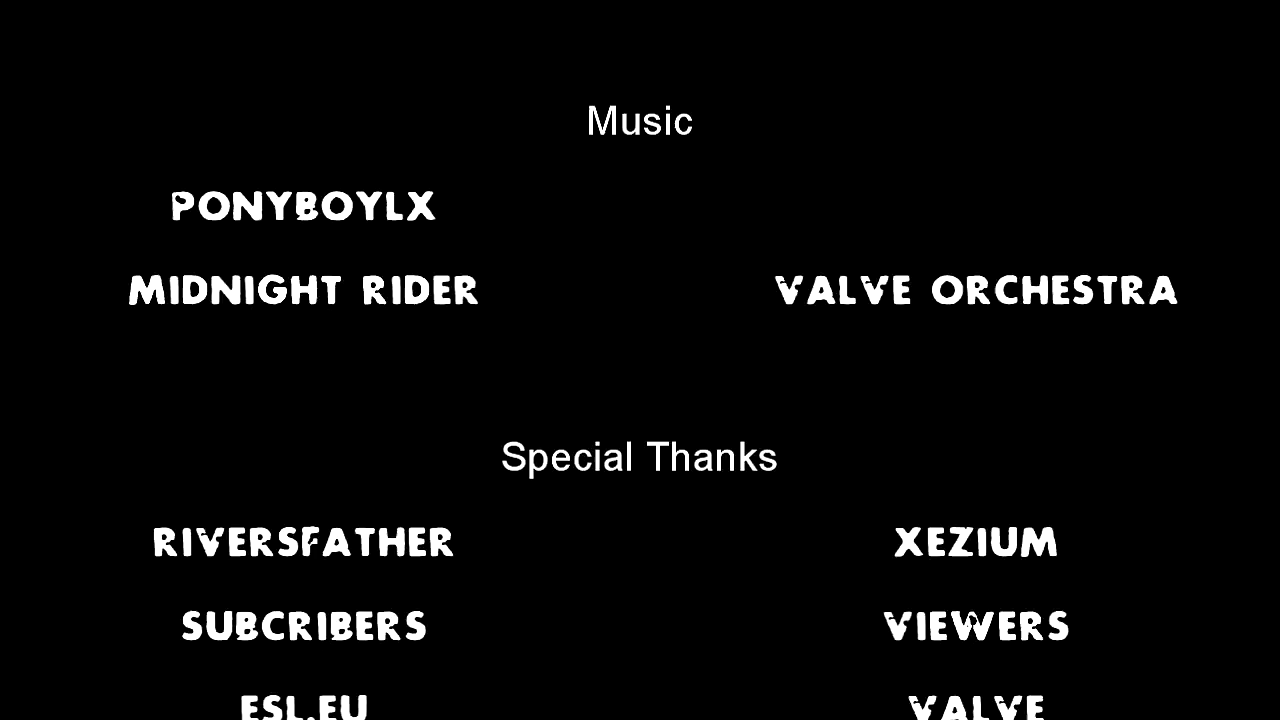 Music
PONYBOYLX
MIDNIGHT RIDER VALVE ORCHESTRA
Special Thanks
RIVERSFATHER XEZIUM
SUBCRIBERS VIEWERS
ESL.EU VALVE